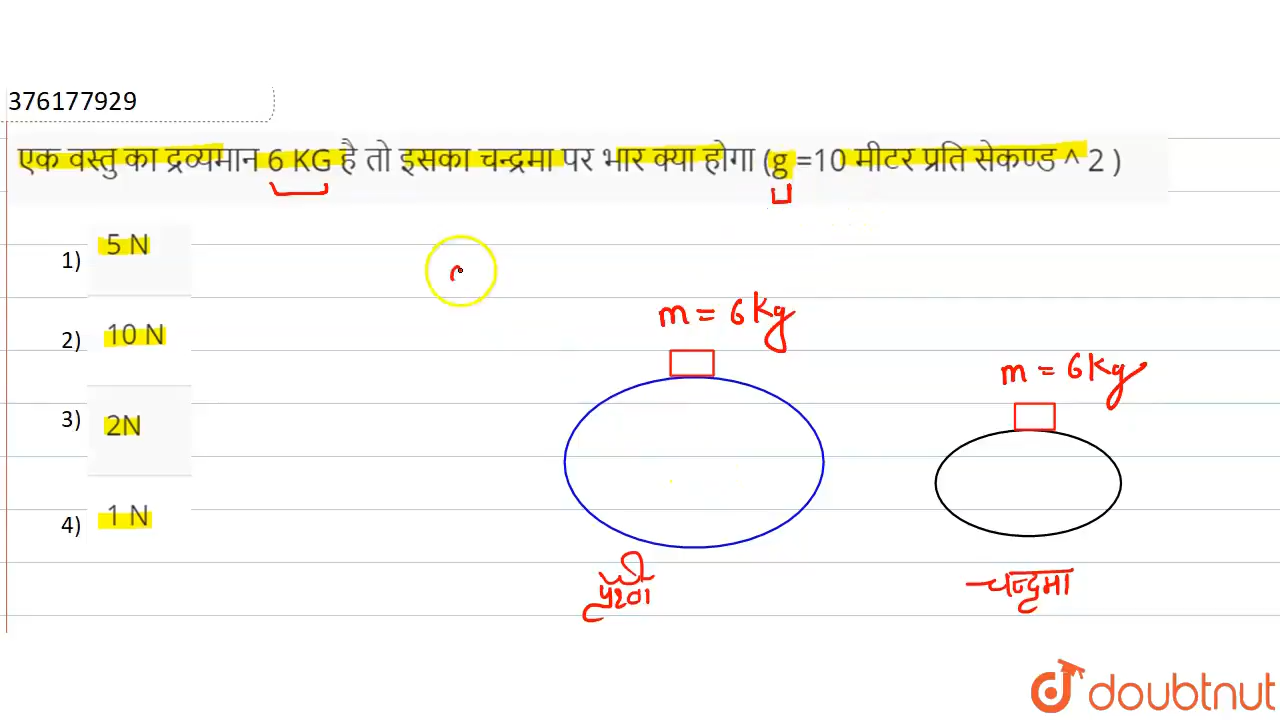 376177929
एक वस्तु का द्रव्यमान 6 KG है तो इसका चन्द्रमा पर भार क्या होगा (g =10 मीटर प्रति सेकण्ड ^ 2 )
1) 5 N
2) 10 N
3) 2N
4) 1 N
m = 6 Kg
m = 6 Kg
पृथ्वी
चन्द्रमा
doubtnut